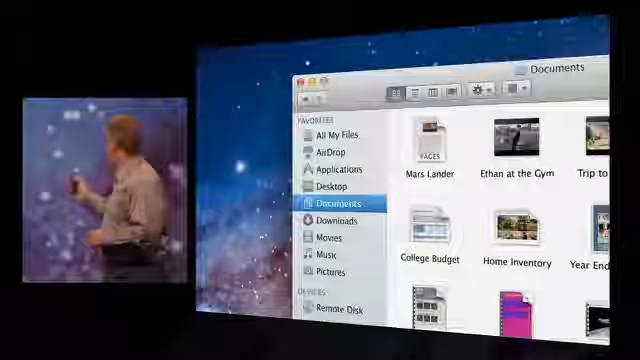 Documents
FAVORITES
All My Files
AirDrop
Applications
Desktop
Documents
Downloads
Movies
Music
Pictures
DEVICES
Remote Disk
PAGES
Mars Lander
Ethan at the Gym
Trip to
College Budget
Home Inventory
Year End